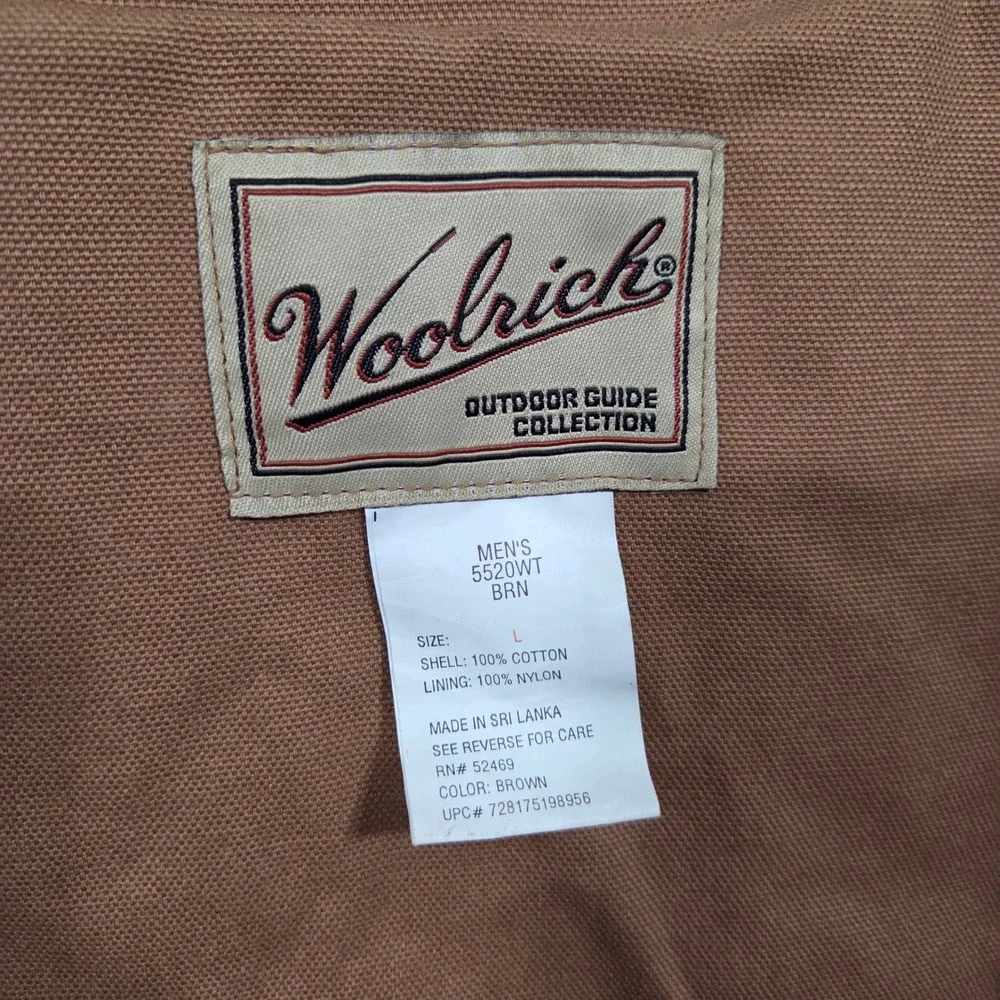 Woolrich®
OUTDOOR GUIDE
COLLECTION
MEN'S
5520WT
BRN
SIZE: L
SHELL: 100% COTTON
LINING: 100% NYLON
MADE IN SRI LANKA
SEE REVERSE FOR CARE
RN# 52469
COLOR: BROWN
UPC# 728175198956